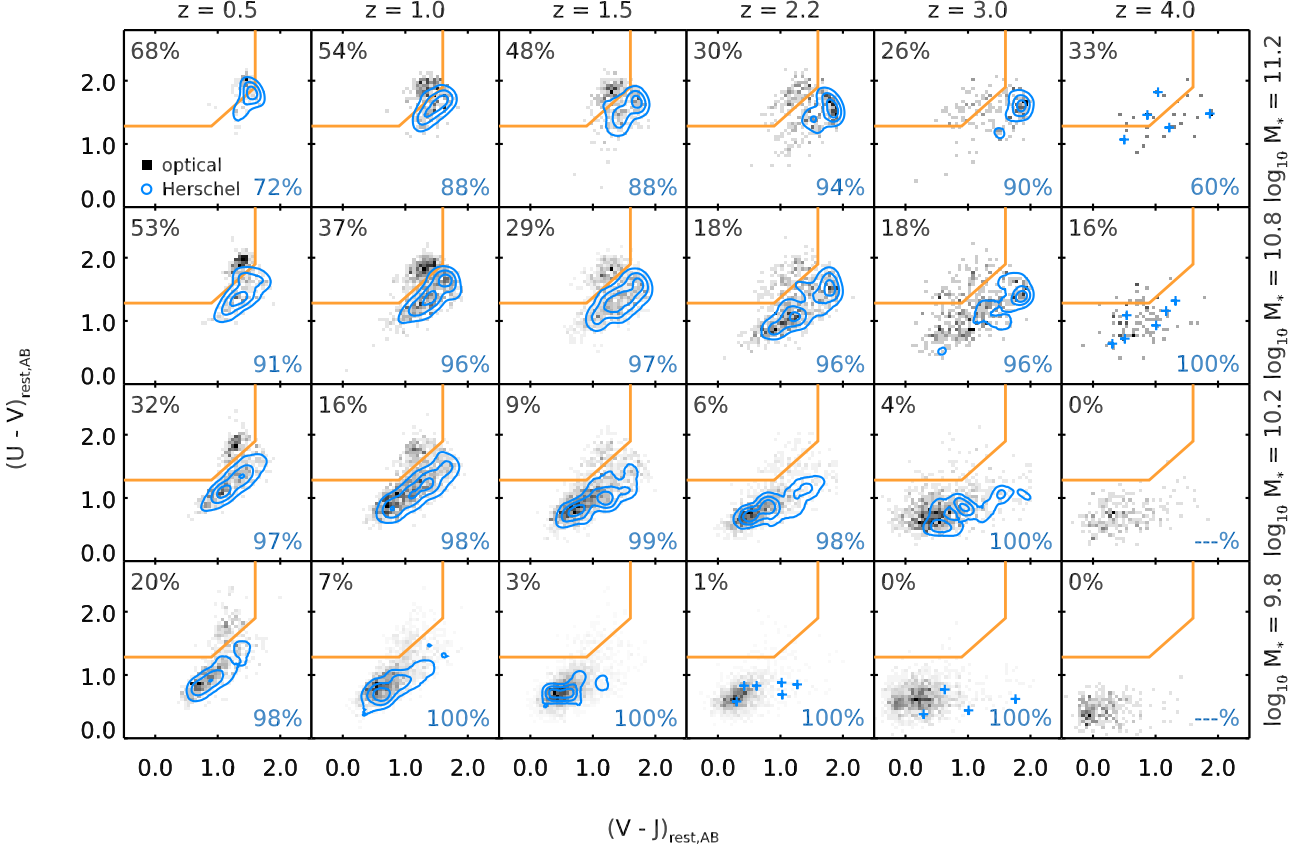 z = 0.5 z = 1.0 z = 1.5 z = 2.2 z = 3.0 z = 4.0
68% 54% 48% 30% 26% 33%
2.0
1.0
optical
Herschel
72% 88% 88% 94% 90% 60%
0.0
log₁₀ M* = 11.2
53% 37% 29% 18% 18% 16%
2.0
1.0
91% 96% 97% 96% 96% 100%
0.0
log₁₀ M* = 10.8
32% 16% 9% 6% 4% 0%
2.0
1.0
97% 98% 99% 98% 100% ---%
0.0
log₁₀ M* = 10.2
20% 7% 3% 1% 0% 0%
2.0
1.0
98% 100% 100% 100% 100% ---%
0.0
log₁₀ M* = 9.8
(U - V)rest,AB
0.0 1.0 2.0 0.0 1.0 2.0 0.0 1.0 2.0 0.0 1.0 2.0 0.0 1.0 2.0 0.0 1.0 2.0
(V - J)rest,AB